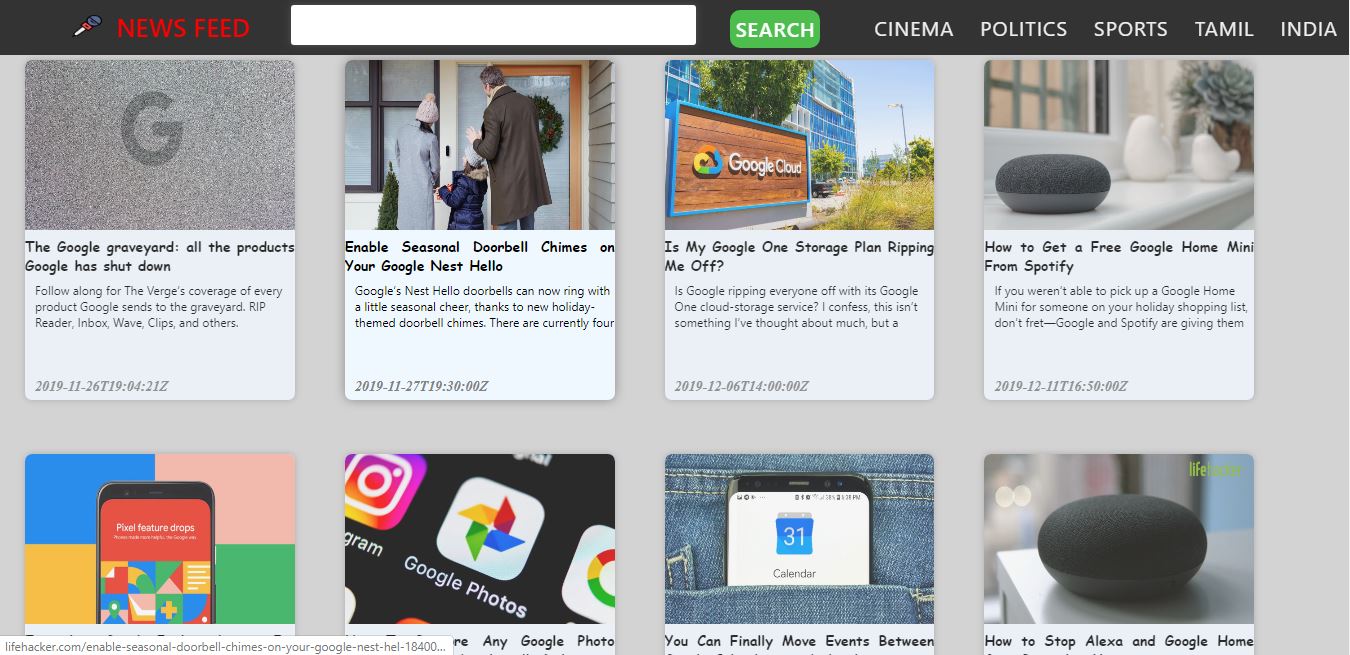 NEWS FEED
SEARCH
CINEMA POLITICS SPORTS TAMIL INDIA
G
Google Cloud
The Google graveyard: all the products
Google has shut down
Follow along for The Verge's coverage of every
product Google sends to the graveyard. RIP
Reader, Inbox, Wave, Clips, and others.
2019-11-26T19:04:21Z
Enable Seasonal Doorbell Chimes on
Your Google Nest Hello
Google's Nest Hello doorbells can now ring with
a little seasonal cheer, thanks to new holiday-
themed doorbell chimes. There are currently four
2019-11-27T19:30:00Z
Is My Google One Storage Plan Ripping
Me Off?
Is Google ripping everyone off with its Google
One cloud-storage service? I confess, this isn't
something I've thought about much, but a
2019-12-06T14:00:00Z
How to Get a Free Google Home Mini
From Spotify
If you weren't able to pick up a Google Home
Mini for someone on your holiday shopping list,
don't fret—Google and Spotify are giving them
2019-12-11T16:50:00Z
Pixel feature drops
Phones made more helpful, the Google way.
gram
Google Photos
Any Google Photo
31
Calendar
You Can Finally Move Events Between
lifehacker
How to Stop Alexa and Google Home
lifehacker.com/enable-seasonal-doorbell-chimes-on-your-google-nest-hel-18400...